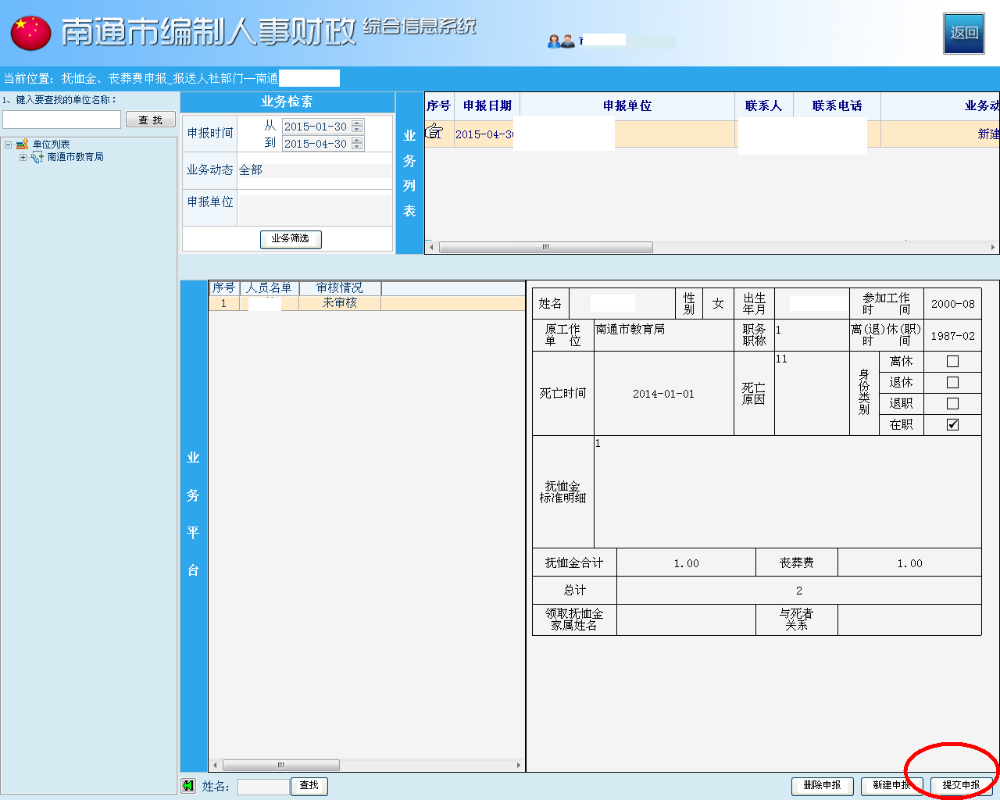 南通市编制人事财政综合信息系统
返回
当前位置：抚恤金、丧葬费申报_报送人社部门—南通
1、键入要查找的单位名称：
查 找
单位列表
南通市教育局
业务检索
申报时间 从 2015-01-30
到 2015-04-30
业务动态 全部
申报单位
业务筛选
业务列表
序号 申报日期 申报单位 联系人 联系电话 业务动
2015-04-30 新建
业务平台
序号 人员名单 审核情况
1 未审核
姓名 性别 女 出生年月 参加工作时 间 2000-08
原工作单 位 南通市教育局 职务职称 1 离(退)休(职)时 间 1987-02
死亡时间 2014-01-01 死亡原因 11 身份类别 离休
退休
退职
在职
抚恤金标准明细 1
抚恤金合计 1.00 丧葬费 1.00
总计 2
领取抚恤金家属姓名 与死者关系
姓名： 查找 删除申报 新建申报 提交申报